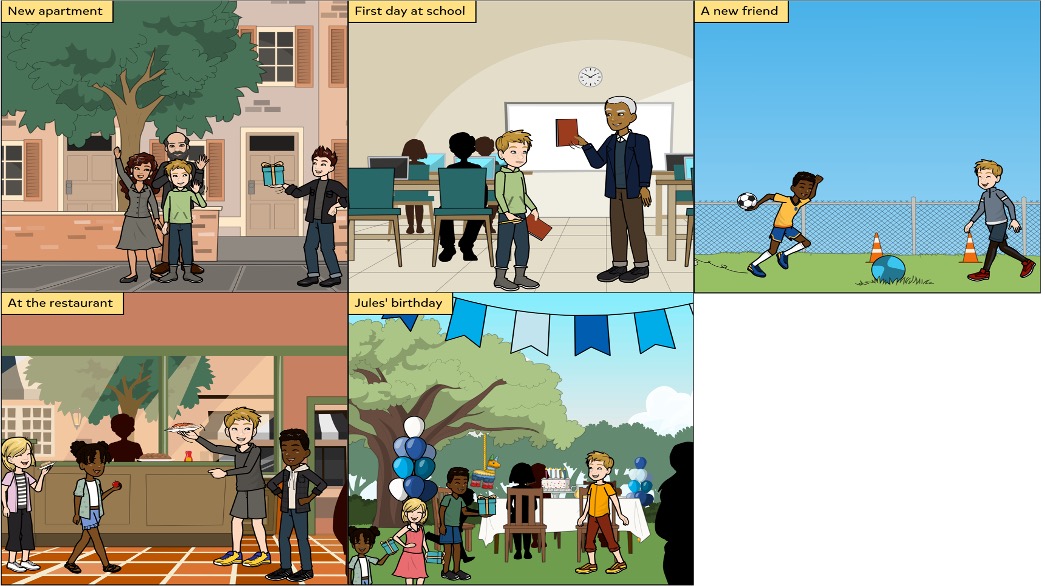 New apartment
First day at school
A new friend
At the restaurant
Jules' birthday